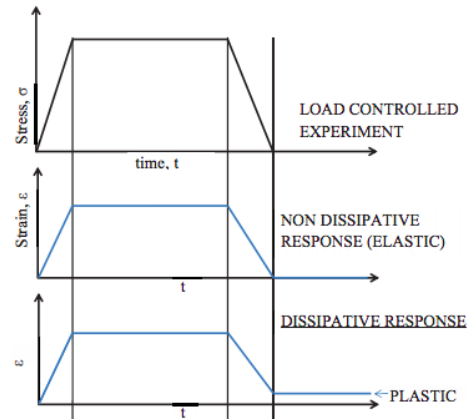 Stress, σ
LOAD CONTROLLED
EXPERIMENT
time, t
Strain, ε
NON DISSIPATIVE
RESPONSE (ELASTIC)
t
DISSIPATIVE RESPONSE
ε
←PLASTIC
t